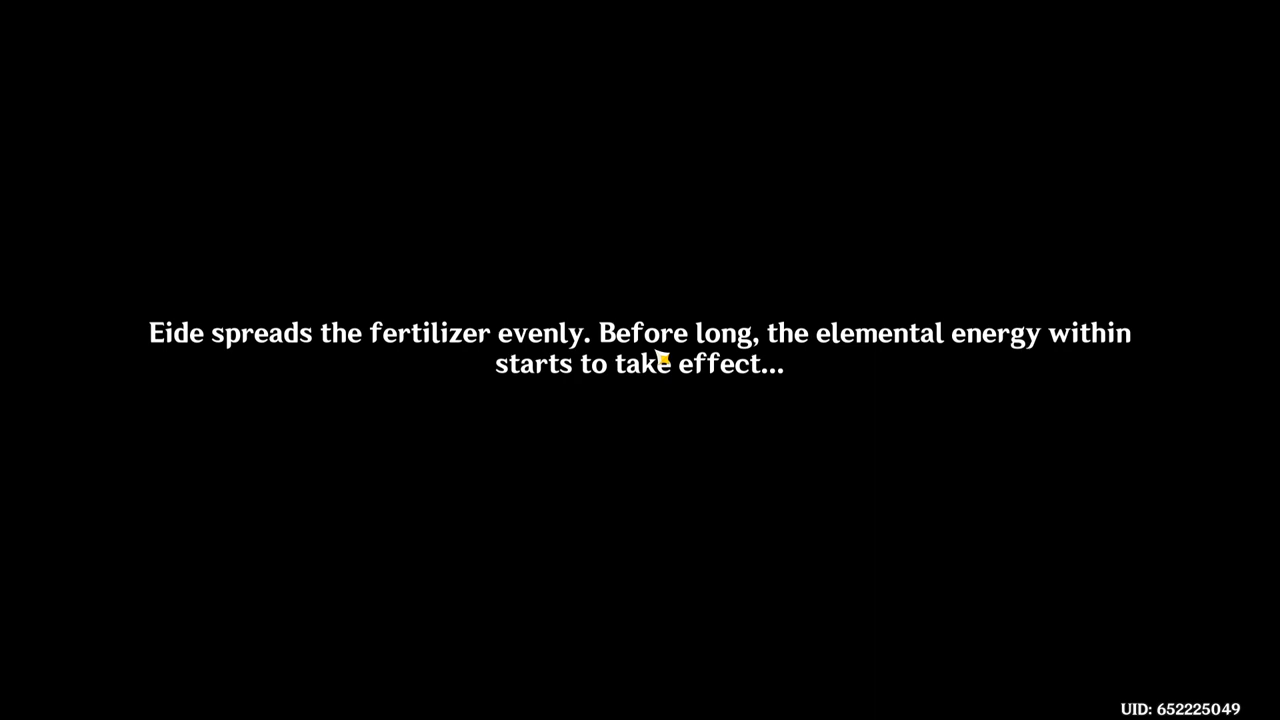 Eide spreads the fertilizer evenly. Before long, the elemental energy within
starts to take effect...
UID: 652225049